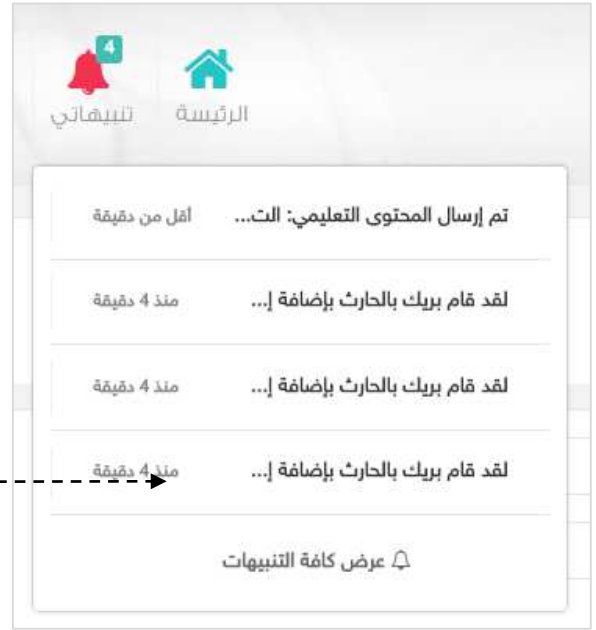 4
الرئيسة تنبيهاتي
تم إرسال المحتوى التعليمي: الت... أقل من دقيقة
لقد قام بريك بالحارث بإضافة إ... منذ 4 دقيقة
لقد قام بريك بالحارث بإضافة إ... منذ 4 دقيقة
لقد قام بريك بالحارث بإضافة إ... منذ 4 دقيقة
عرض كافة التنبيهات